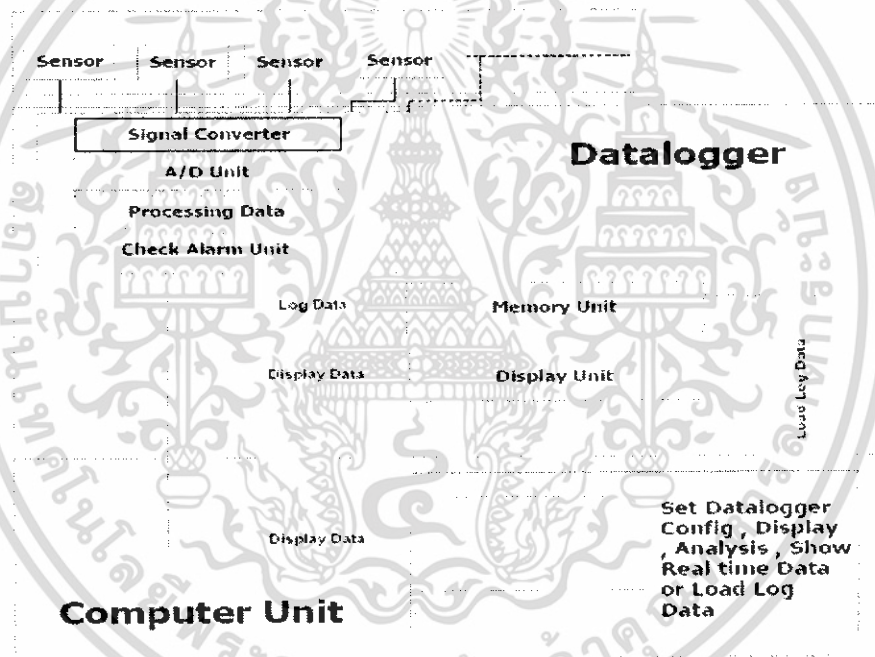 Sensor Sensor Sensor Sensor
Signal Converter
Datalogger
A/D Unit
Processing Data
Check Alarm Unit
Log Data
Memory Unit
Display Data
Display Unit
Load Log Data
Display Data
Set Datalogger
Config , Display
, Analysis , Show
Real time Data
or Load Log
Data
Computer Unit